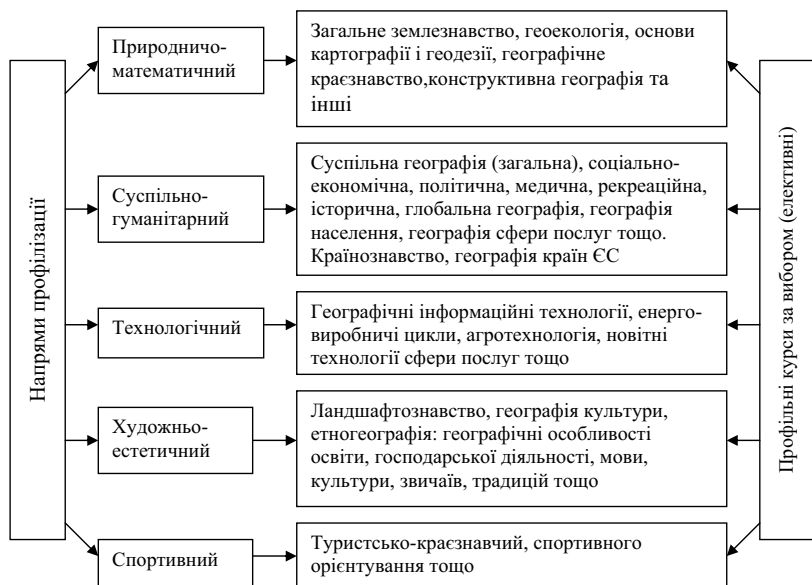 Напрями профілізації
Природничо-
математичний
Загальне землезнавство, геоекологія, основи
картографії і геодезії, географічне
краєзнавство,конструктивна географія та
інші
Суспільно-
гуманітарний
Суспільна географія (загальна), соціально-
економічна, політична, медична, рекреаційна,
історична, глобальна географія, географія
населення, географія сфери послуг тощо.
Країнознавство, географія країн ЄС
Технологічний
Географічні інформаційні технології, енерго-
виробничі цикли, агротехнологія, новітні
технології сфери послуг тощо
Художньо-
естетичний
Ландшафтознавство, географія культури,
етногеографія: географічні особливості
освіти, господарської діяльності, мови,
культури, звичаїв, традицій тощо
Спортивний
Туристсько-краєзнавчий, спортивного
орієнтування тощо
Профільні курси за вибором (елективні)